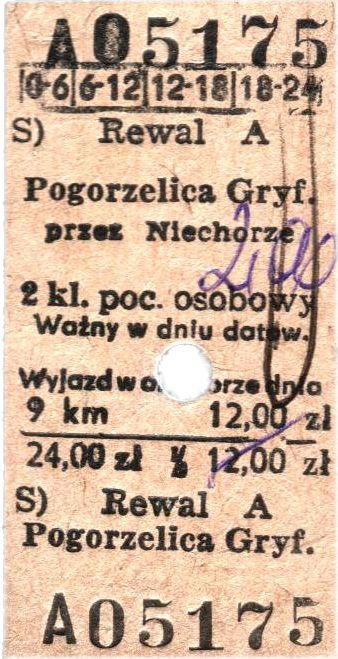 A05175
|0-6|6-12|12-18|18-24|
S) Rewal A
Pogorzelica Gryf.
przez Niechorze
2 kl. poc. osobowy
Ważny w dniu datow.
Wyjazd w dnia
9 km 12,00 zł
24,00 zł ½ 12,00 zł
S) Rewal A
Pogorzelica Gryf.
A05175